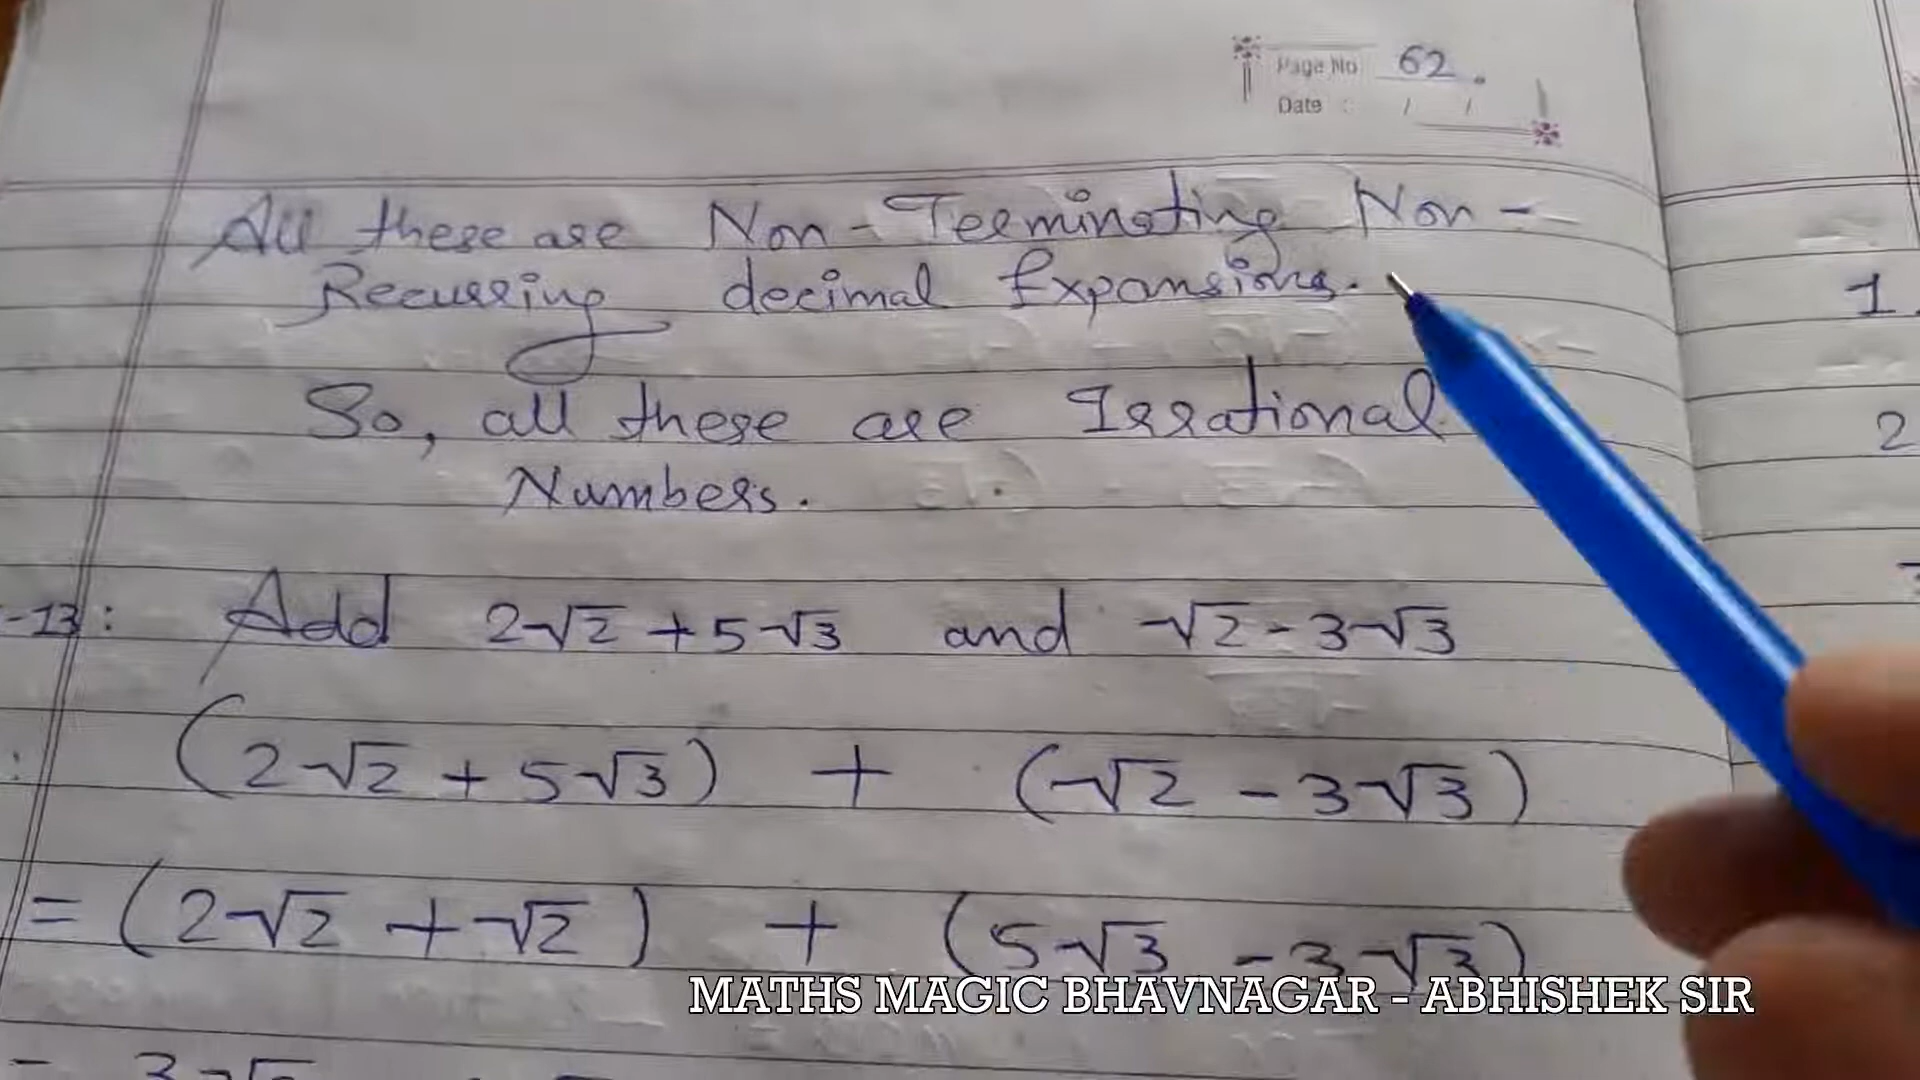 Page No 62.
Date : / /
All these are Non-Terminating Non-
Recurring decimal Expansions.
So, all these are Irrational
Numbers.
-13: Add 2√2 + 5√3 and √2 - 3√3
: (2√2 + 5√3) + (√2 - 3√3)
= (2√2 + √2) + (5√3 - 3√3)
MATHS MAGIC BHAVNAGAR - ABHISHEK SIR
1.
2